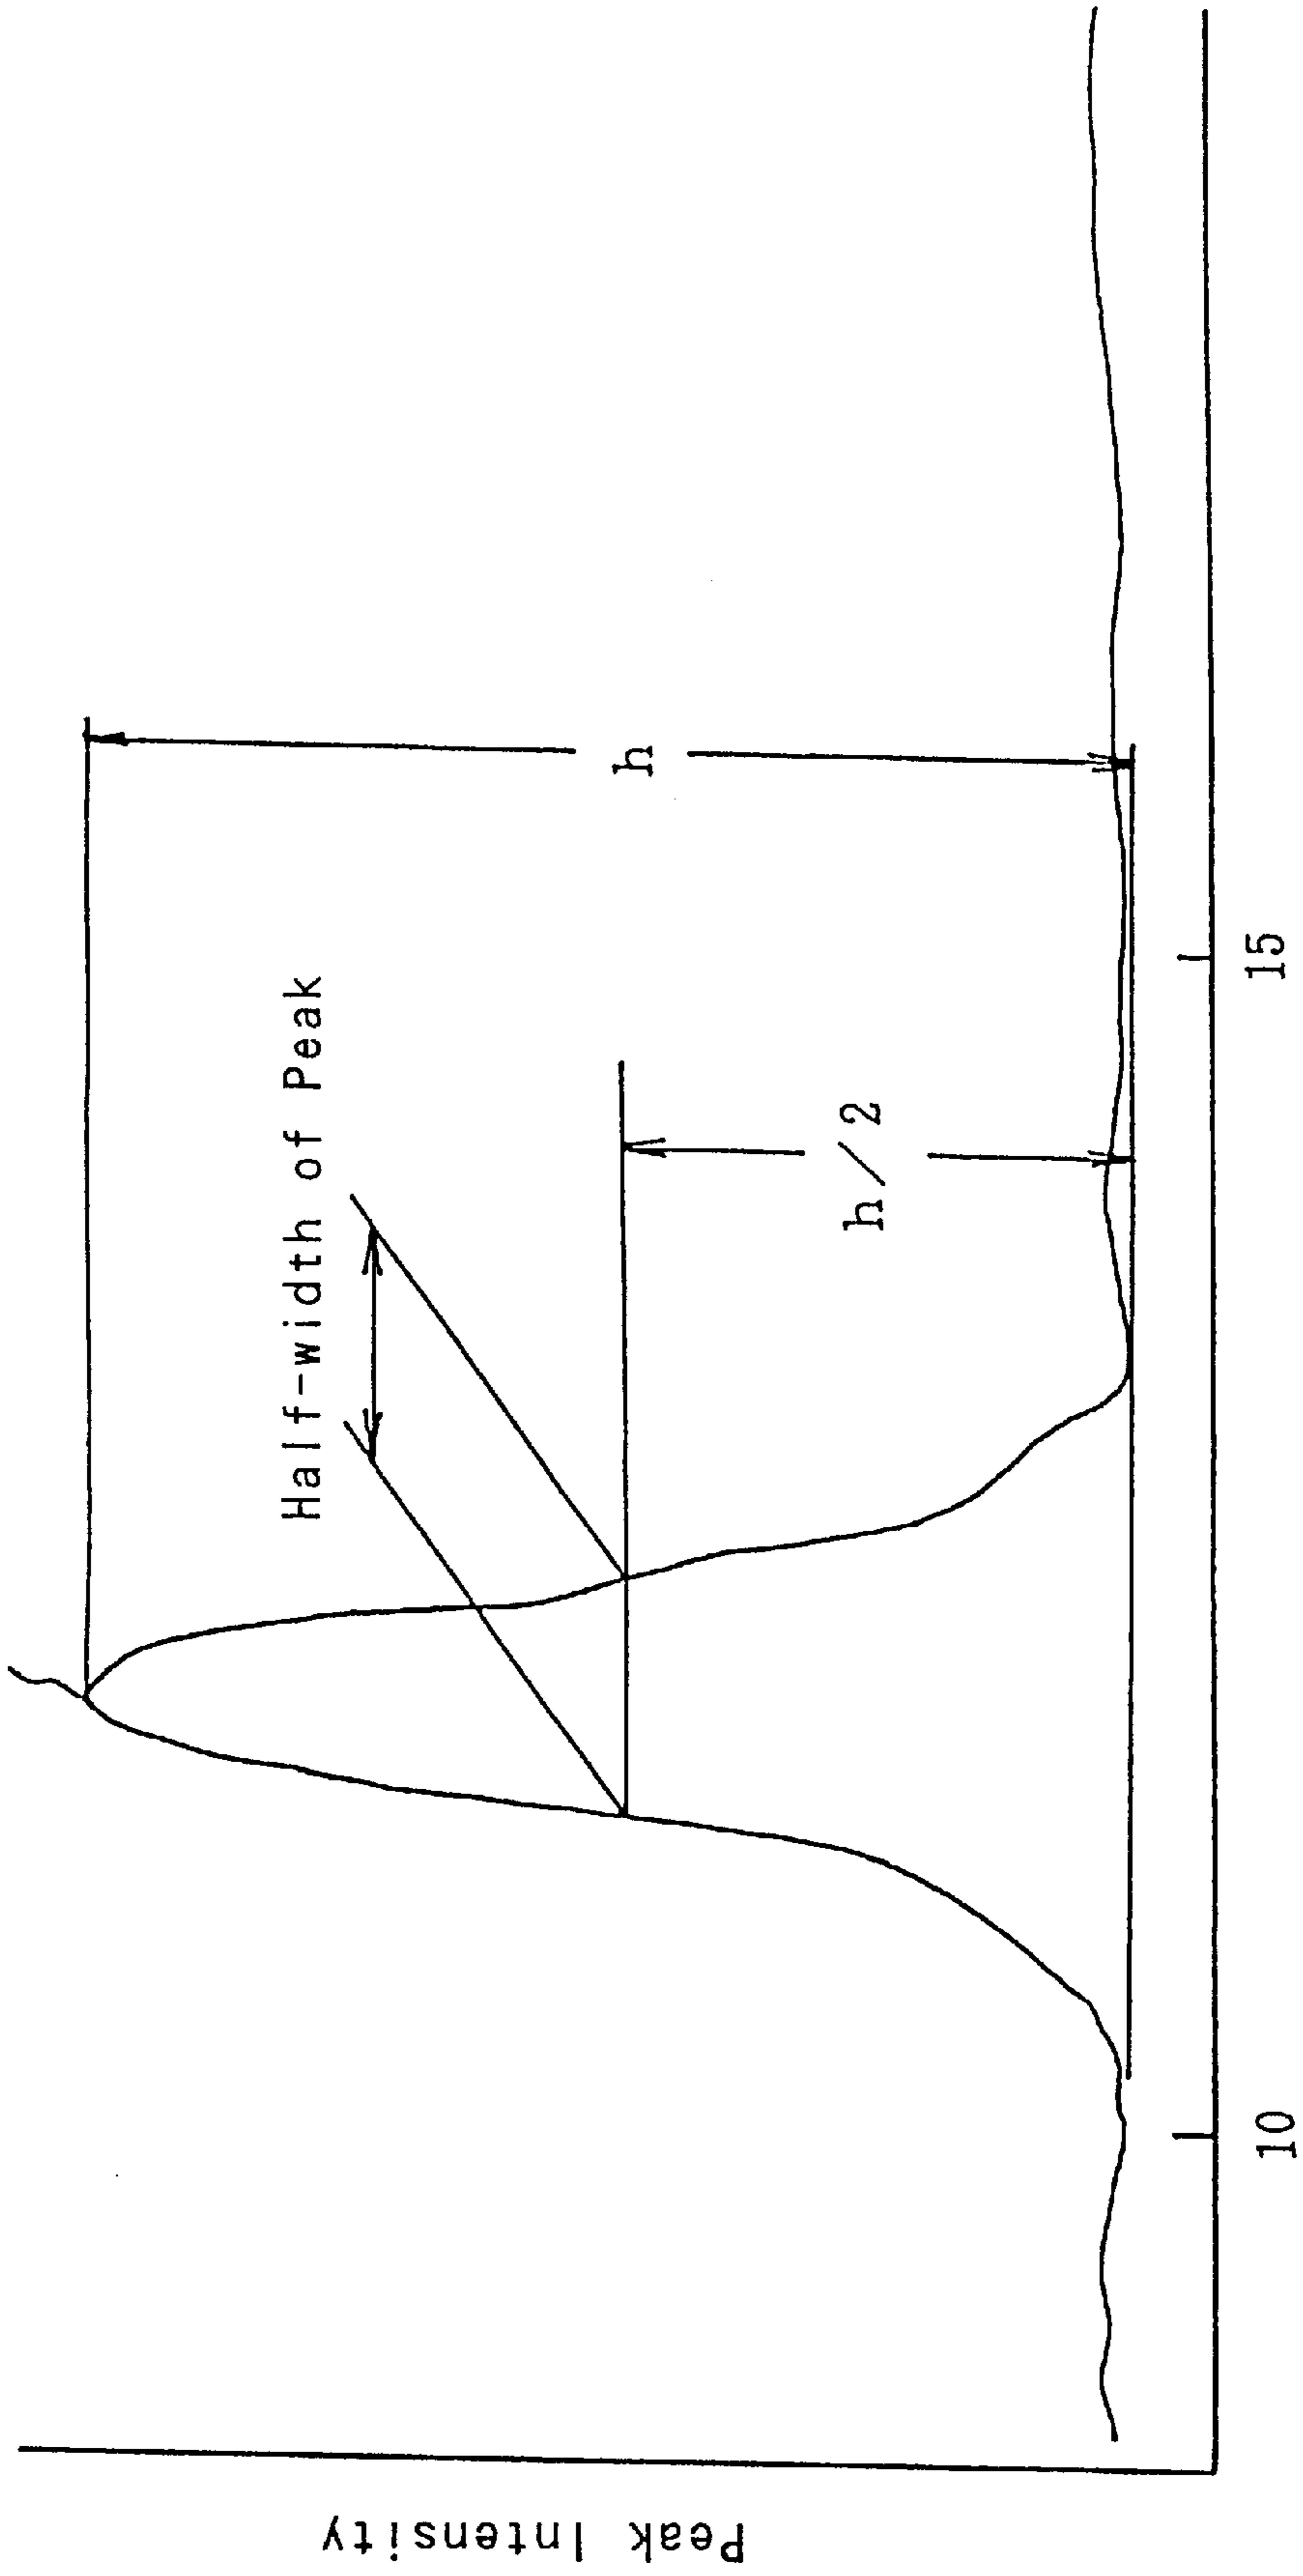 Peak Intensity
Half-width of Peak
h
h/2
10
15